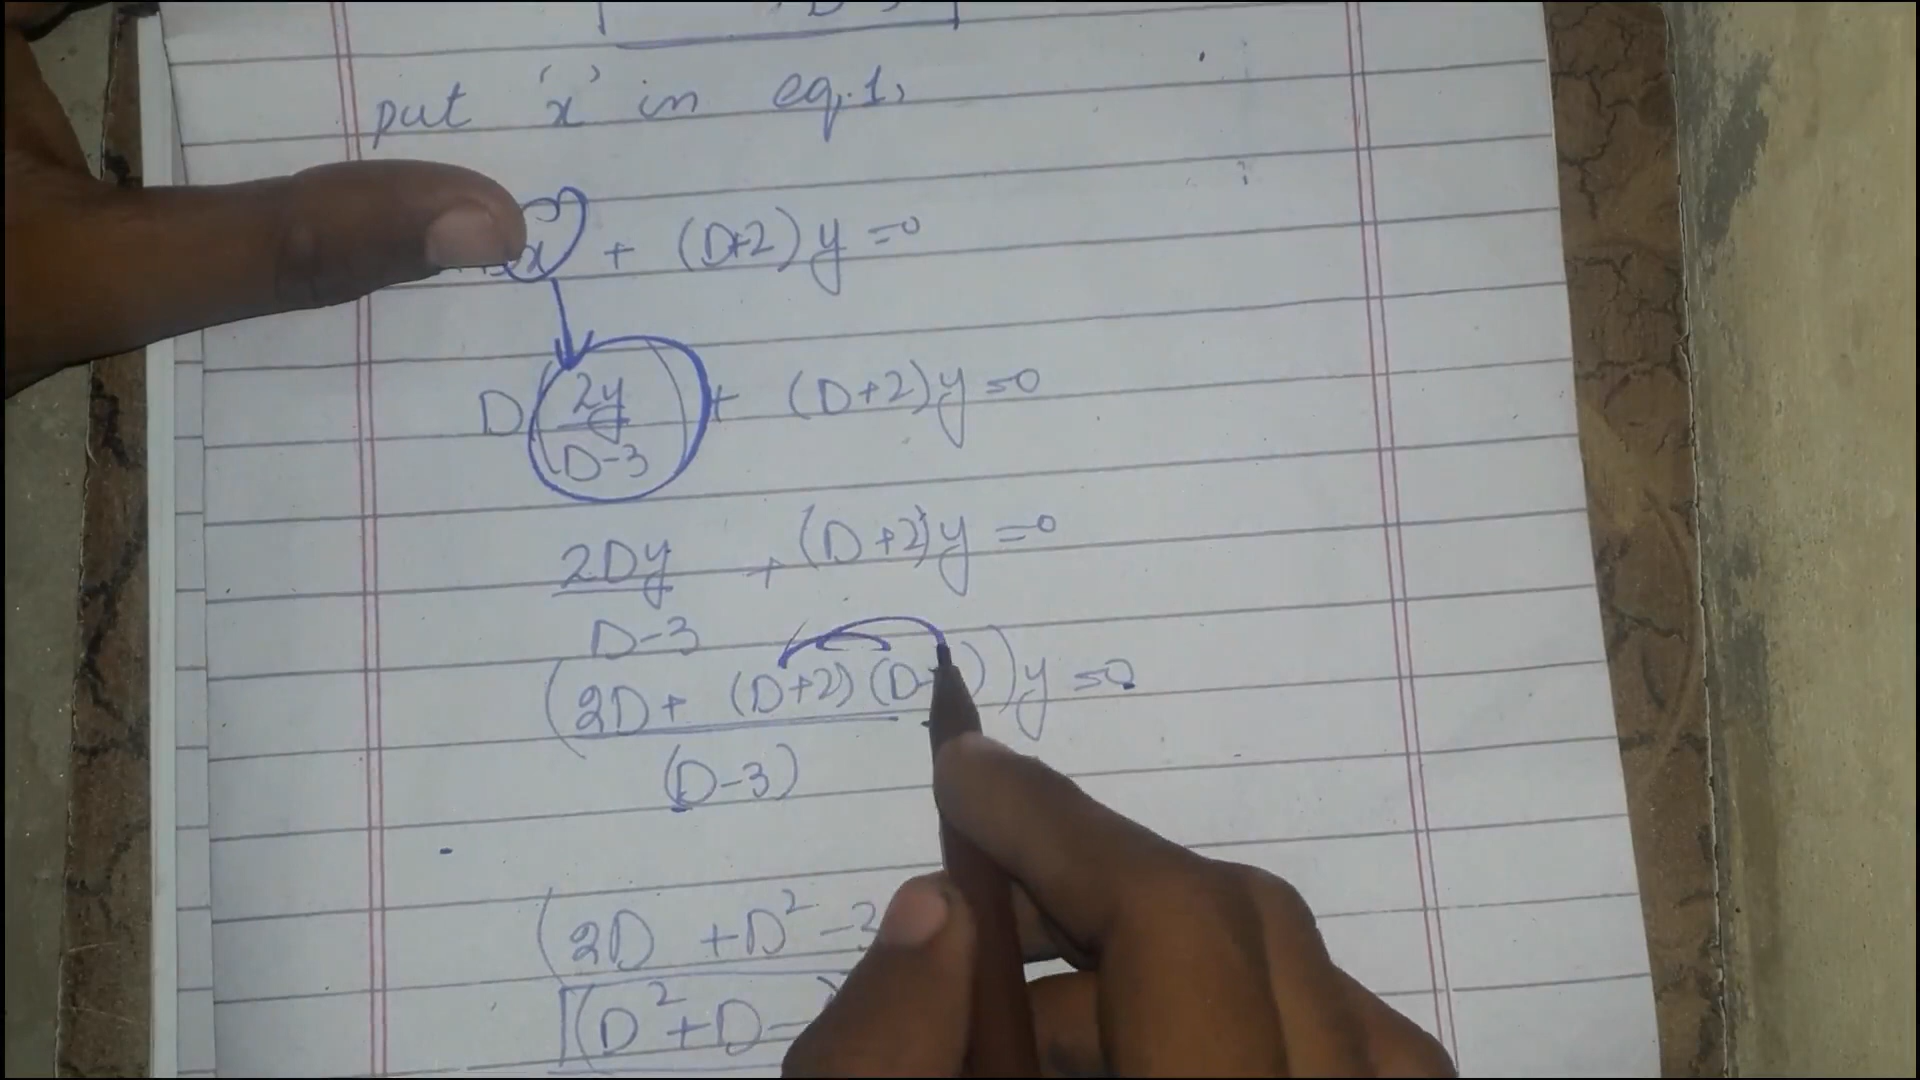 put 'x' in eq.1,
x + (D+2)y =0
D(2y/D-3) + (D+2)y=0
2Dy/D-3 + (D+2)y =0
(2D+ (D+2)(D- ))y =0
(D-3)
(2D +D² -3
(D²+D-